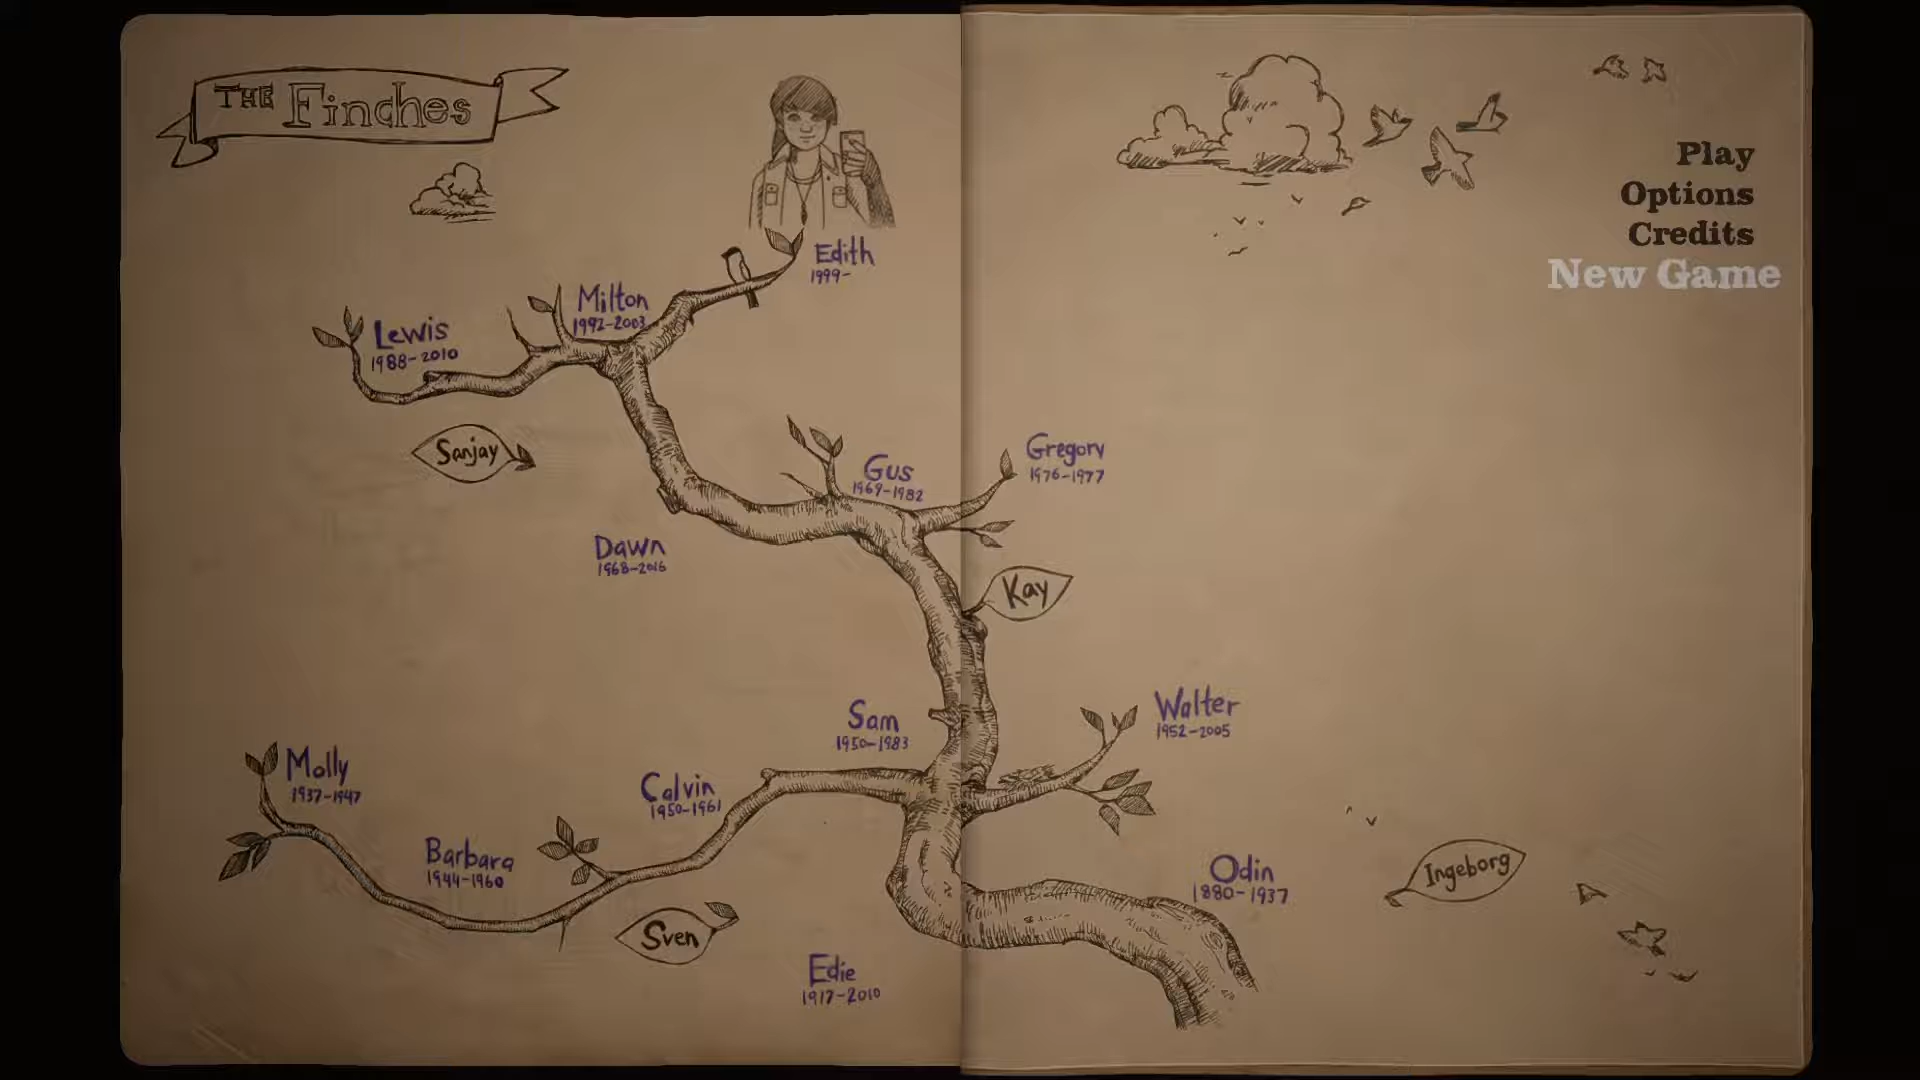 THE Finches
Play
Options
Credits
New Game
Edith
1999-
Milton
1992-2003
Lewis
1988-2010
Sanjay
Gus
1969-1982
Gregory
1976-1977
Dawn
1968-2016
Kay
Sam
1950-1983
Walter
1952-2005
Molly
1937-1947
Calvin
1950-1961
Barbara
1944-1960
Sven
Odin
1880-1937
Ingeborg
Edie
1917-2010